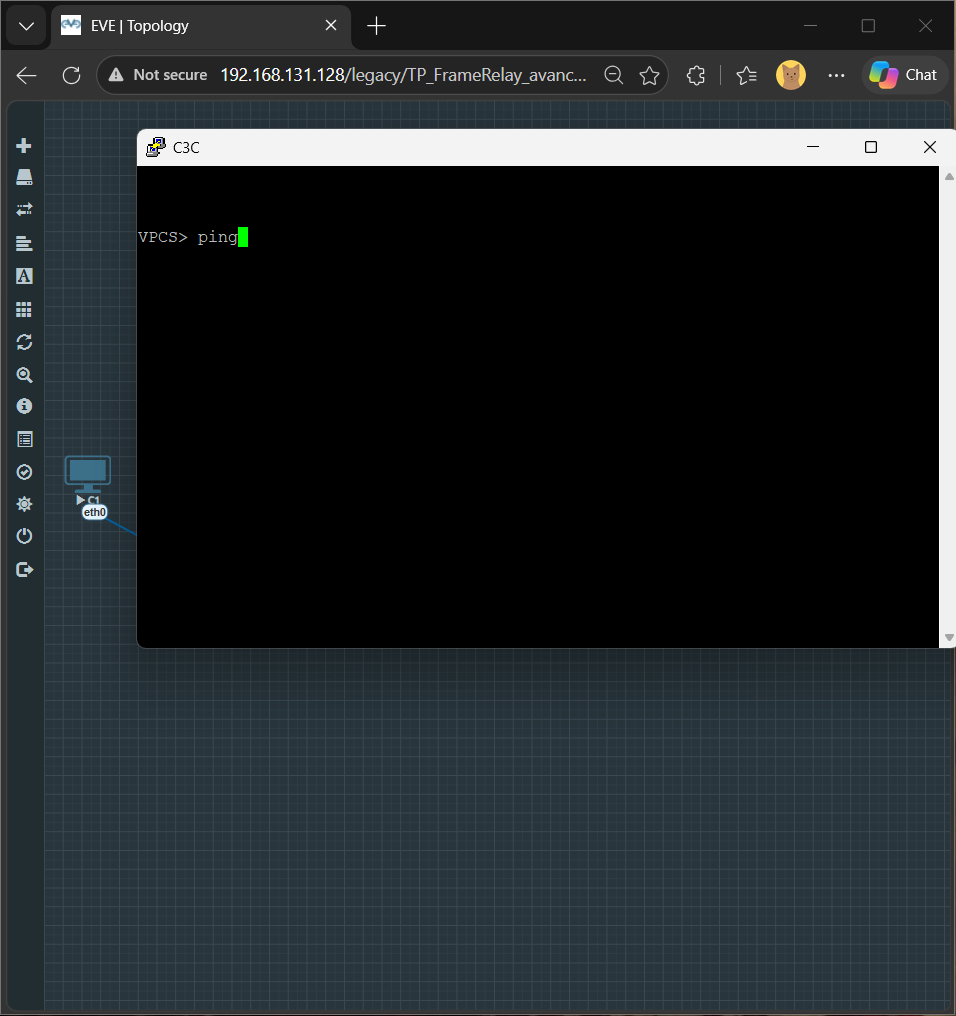 EVE | Topology
Not secure 192.168.131.128/legacy/TP_FrameRelay_avanc...
Chat
C3C
VPCS> ping
C1
eth0